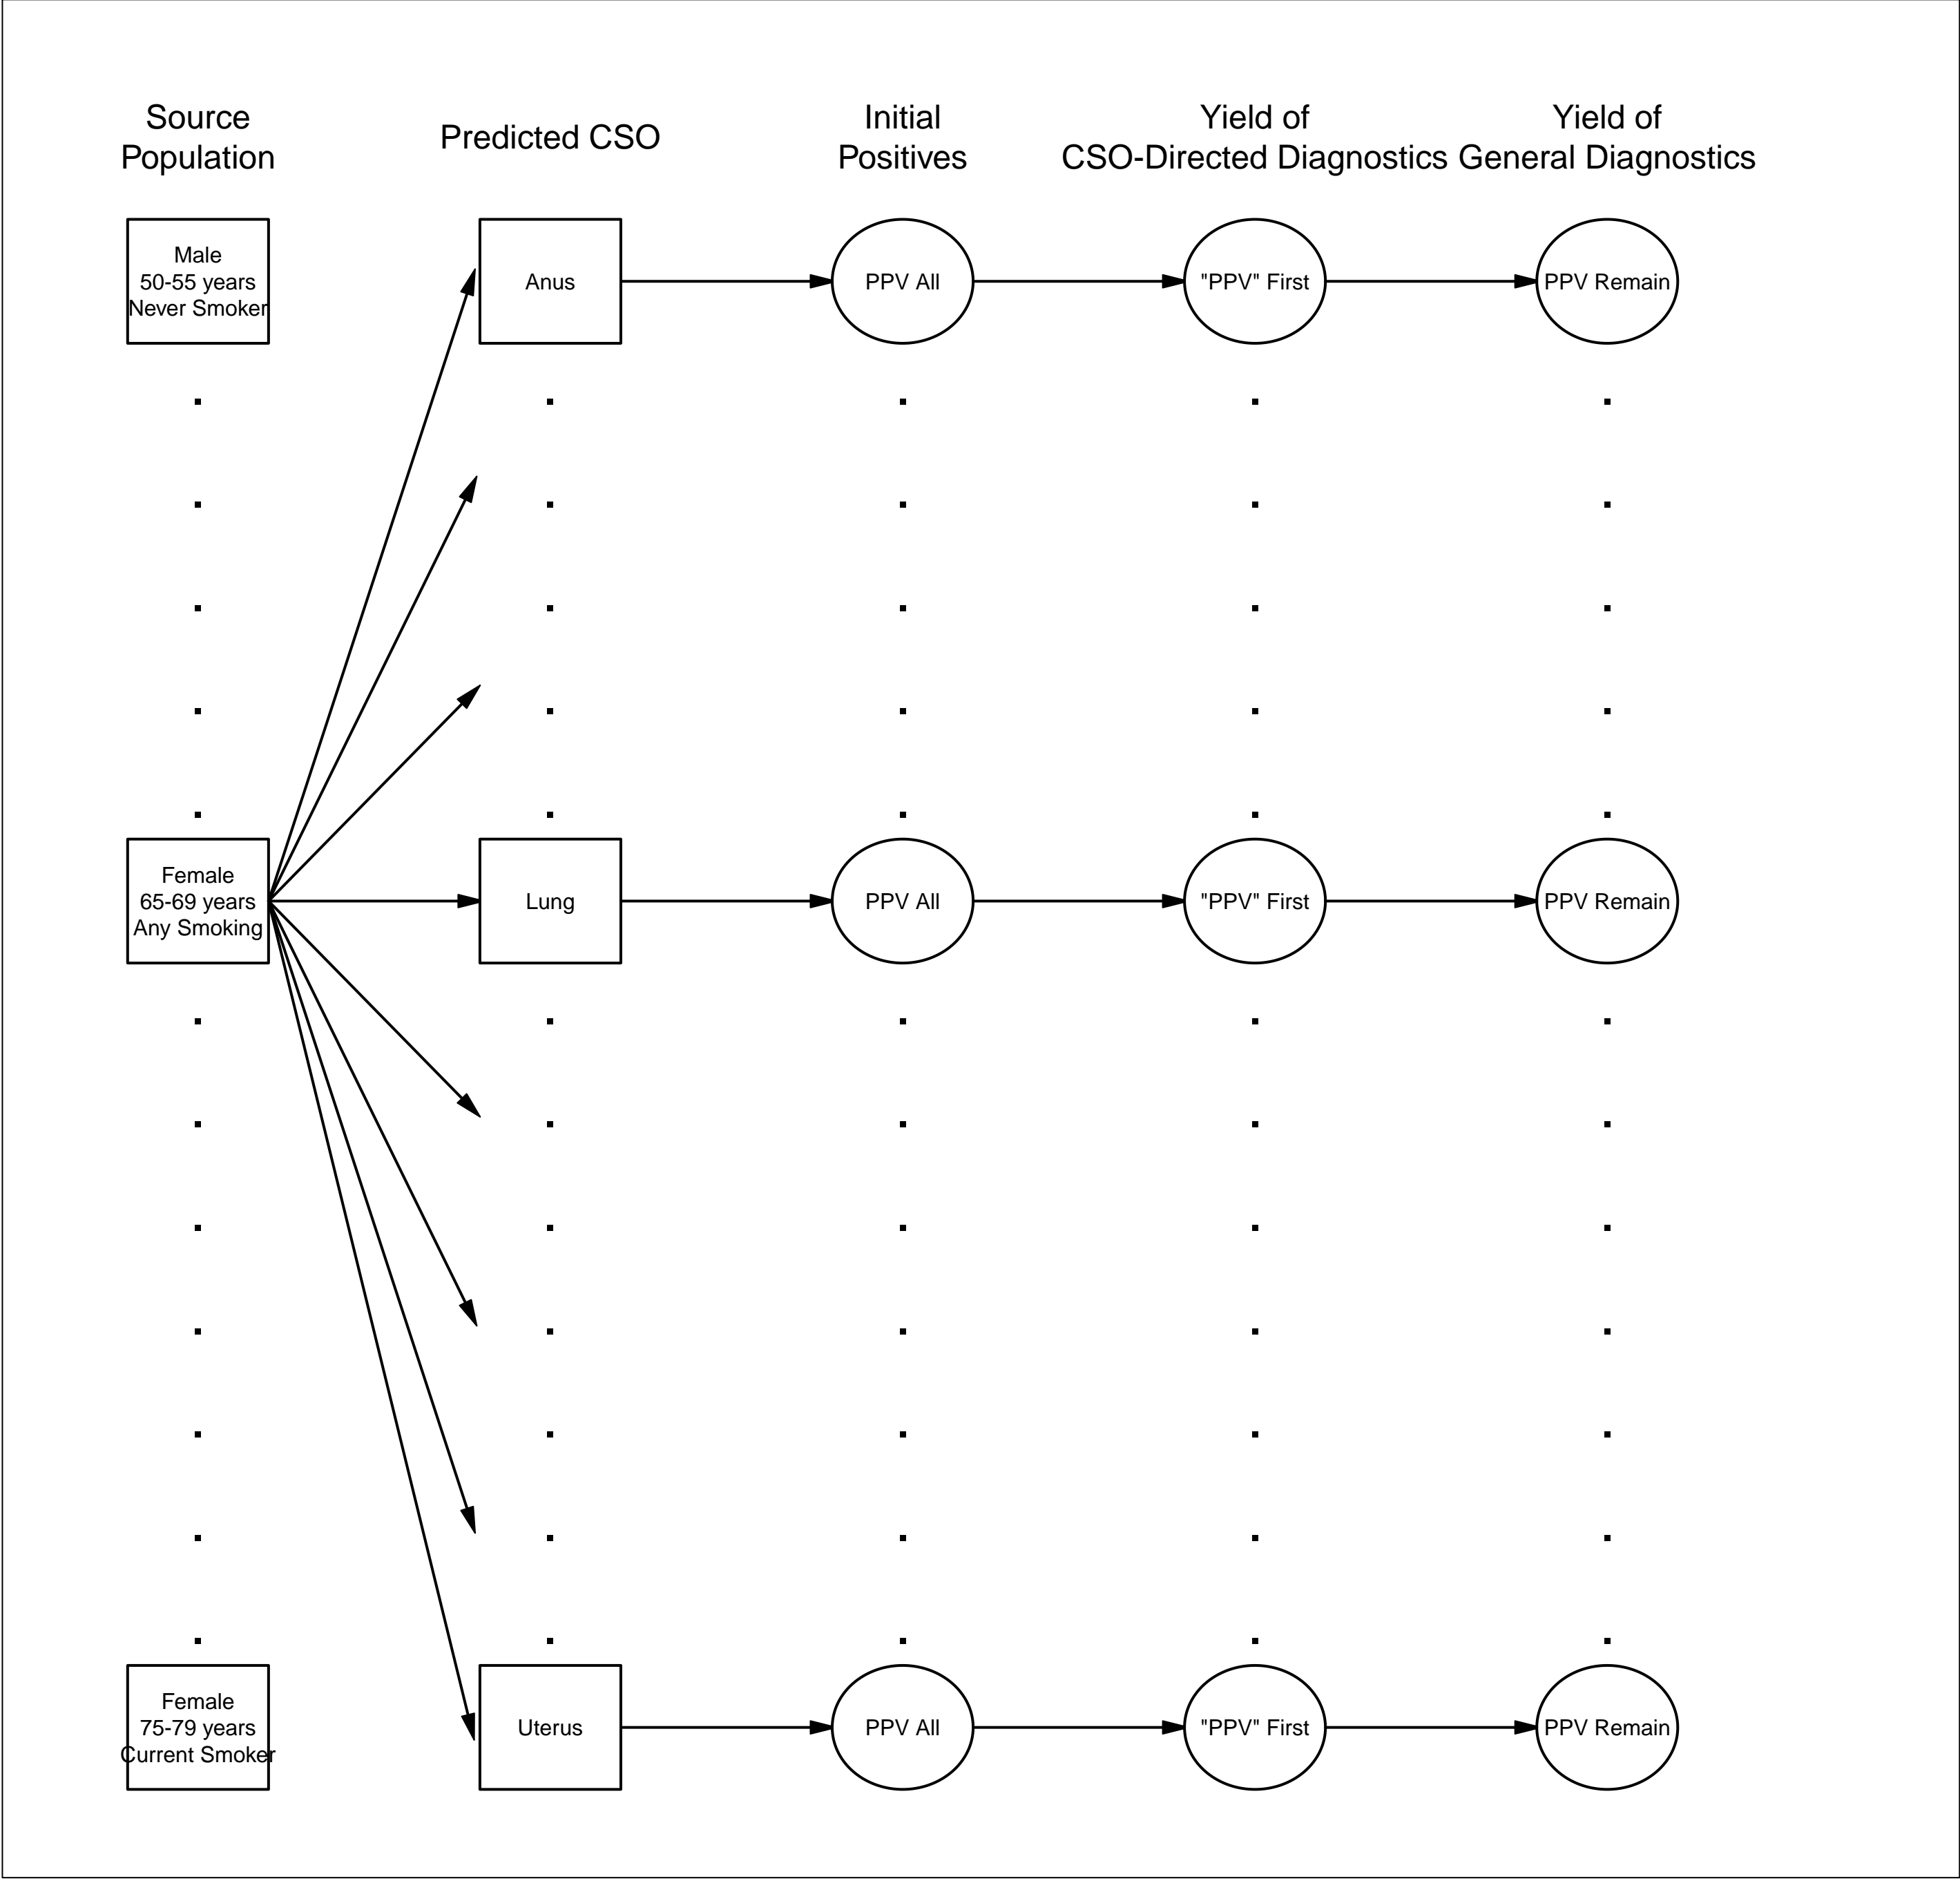 Source
Population
Predicted CSO
Initial
Positives
Yield of
CSO-Directed Diagnostics
Yield of
General Diagnostics
Male
50-55 years
Never Smoker
Anus
PPV All
"PPV" First
PPV Remain
Female
65-69 years
Any Smoking
Lung
PPV All
"PPV" First
PPV Remain
Female
75-79 years
Current Smoker
Uterus
PPV All
"PPV" First
PPV Remain